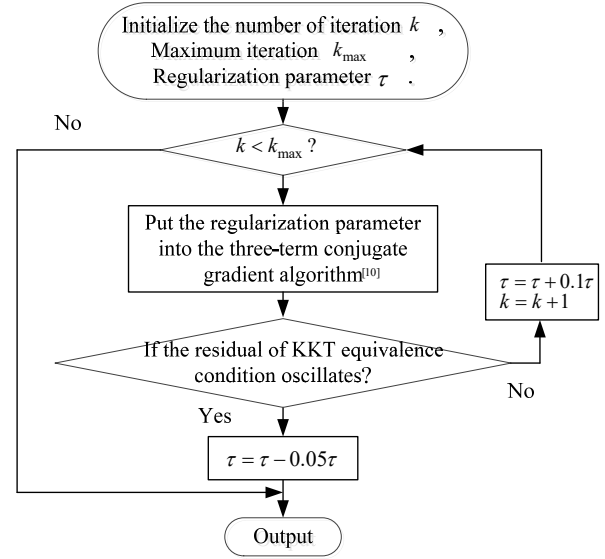 Initialize the number of iteration k ,
Maximum iteration kmax ,
Regularization parameter τ .
No
k < kmax ?
Put the regularization parameter
into the three-term conjugate
gradient algorithm[10]
τ = τ + 0.1τ
k = k + 1
If the residual of KKT equivalence
condition oscillates?
No
Yes
τ = τ − 0.05τ
Output